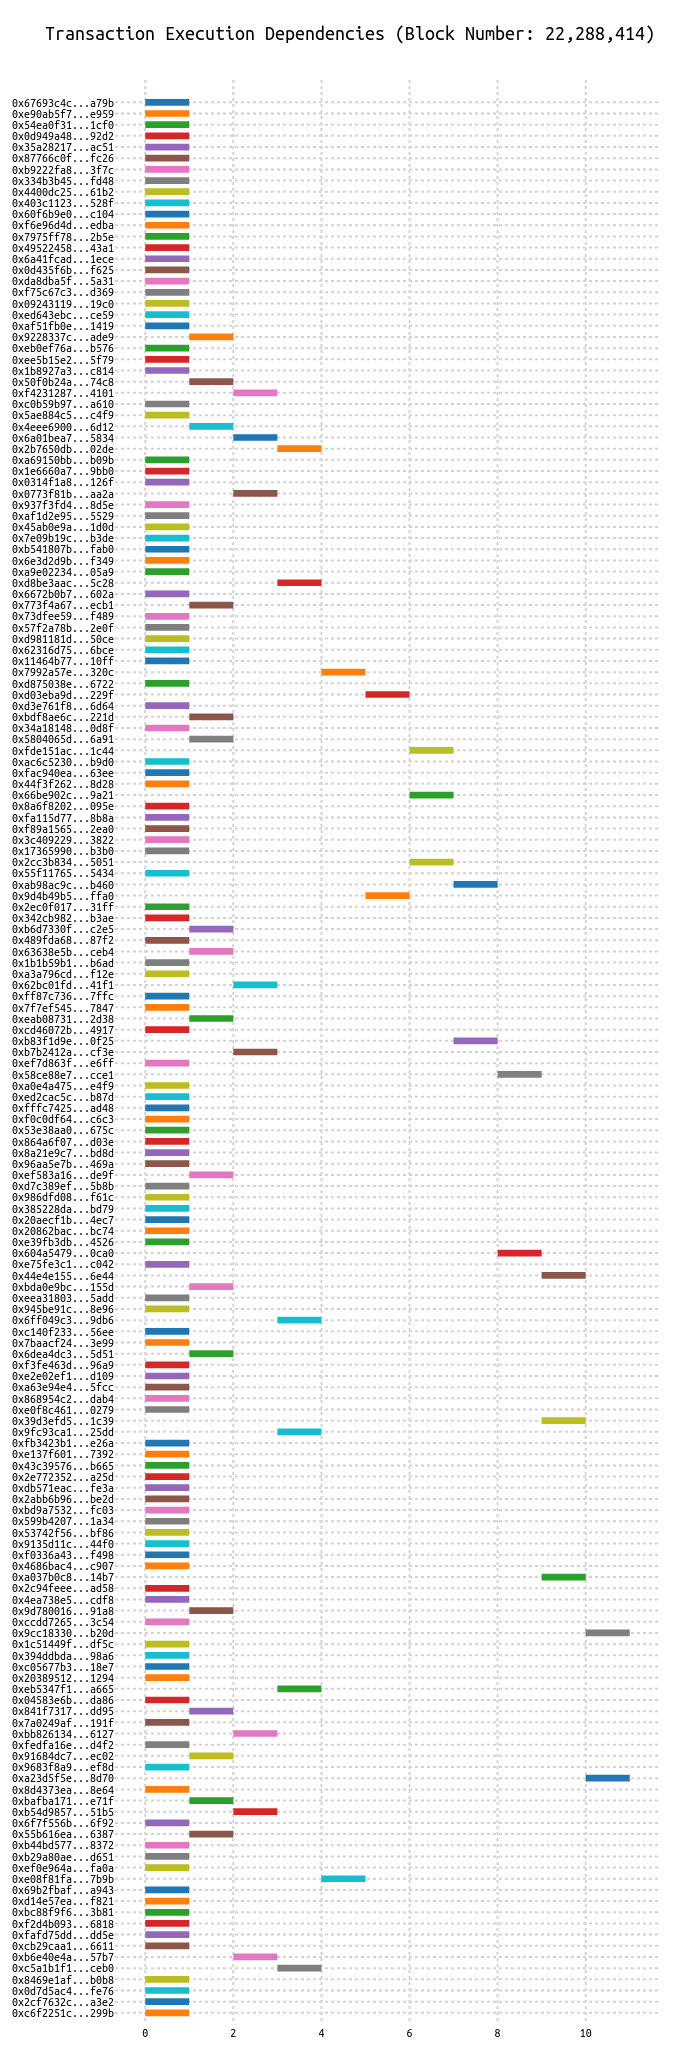 Transaction Execution Dependencies (Block Number: 22,288,414)
0x67693c4c...a79b
0xe90ab5f7...e959
0x54ea0f31...1cf0
0x0d949a48...92d2
0x35a28217...ac51
0x87766c0f...fc26
0xb9222fa8...3f7c
0x334b3b45...fd48
0x4400dc25...61b2
0x403c1123...528f
0x60f6b9e0...c104
0xf6e96d4d...edba
0x7975ff78...2b5e
0x49522458...43a1
0x6a41fcad...1ece
0x0d435f6b...f625
0xda8dba5f...5a31
0xf75c67c3...d369
0x09243119...19c0
0xed643ebc...ce59
0xaf51fb0e...1419
0x9228337c...ade9
0xeb0ef76a...b576
0xee5b15e2...5f79
0x1b8927a3...c814
0x50f0b24a...74c8
0xf4231287...4101
0xc0b59b97...a610
0x5ae884c5...c4f9
0x4eee6900...6d12
0x6a01bea7...5834
0x2b7650db...02de
0xa69150bb...b09b
0x1e6660a7...9bb0
0x0314f1a8...126f
0x0773f81b...aa2a
0x937f3fd4...8d5e
0xaf1d2e95...5529
0x45ab0e9a...1d0d
0x7e09b19c...b3de
0xb541807b...fab0
0x6e3d2d9b...f349
0xa9e02234...05a9
0xd8be3aac...5c28
0x6672b0b7...602a
0x773f4a67...ecb1
0x73dfee59...f489
0x57f2a78b...2e0f
0xd981181d...50ce
0x62316d75...6bce
0x11464b77...10ff
0x7992a57e...320c
0xd875038e...6722
0xd03eba9d...229f
0xd3e761f8...6d64
0xbdf8ae6c...221d
0x34a18148...0d8f
0x5804065d...6a91
0xfde151ac...1c44
0xac6c5230...b9d0
0xfac940ea...63ee
0x44f3f262...8d28
0x66be902c...9a21
0x8a6f8202...095e
0xfa115d77...8b8a
0xf89a1565...2ea0
0x3c409229...3822
0x17365990...b3b0
0x2cc3b834...5051
0x55f11765...5434
0xab98ac9c...b460
0x9d4b49b5...ffa0
0x2ec0f017...31ff
0x342cb982...b3ae
0xb6d7330f...c2e5
0x489fda68...87f2
0x63638e5b...ceb4
0x1b1b59b1...b6ad
0xa3a796cd...f12e
0x62bc01fd...41f1
0xff87c736...7ffc
0x7f7ef545...7847
0xeab08731...2d38
0xcd46072b...4917
0xb83f1d9e...0f25
0xb7b2412a...cf3e
0xef7d863f...e6ff
0x58ce88e7...cce1
0xa0e4a475...e4f9
0xed2cac5c...b87d
0xfffc7425...ad48
0xf0c0df64...c6c3
0x53e38aa0...675c
0x864a6f07...d03e
0x8a21e9c7...bd8d
0x96aa5e7b...469a
0xef583a16...de9f
0xd7c389ef...5b8b
0x986dfd08...f61c
0x385228da...bd79
0x20aecf1b...4ec7
0x20862bac...bc74
0xe39fb3db...4526
0x604a5479...0ca0
0xe75fe3c1...c042
0x44e4e155...6e44
0xbda0e9bc...155d
0xeea31803...5add
0x945be91c...8e96
0x6ff049c3...9db6
0xc140f233...56ee
0x7baacf24...3e99
0x6dea4dc3...5d51
0xf3fe463d...96a9
0xe2e02ef1...d109
0xa63e94e4...5fcc
0x868954c2...dab4
0xe0f8c461...0279
0x39d3efd5...1c39
0x9fc93ca1...25dd
0xfb3423b1...e26a
0xe137f601...7392
0x43c39576...b665
0x2e772352...a25d
0xdb571eac...fe3a
0x2abb6b96...be2d
0xbd9a7532...fc03
0x599b4207...1a34
0x53742f56...bf86
0x9135d11c...44f0
0xf0336a43...f498
0x4686bac4...c907
0xa037b0c8...14b7
0x2c94feee...ad58
0x4ea738e5...cdf8
0x9d780016...91a8
0xccdd7265...3c54
0x9cc18330...b20d
0x1c51449f...df5c
0x394ddbda...98a6
0xc05677b3...18e7
0x20389512...1294
0xeb5347f1...a665
0x04583e6b...da86
0x841f7317...dd95
0x7a0249af...191f
0xbb826134...6127
0xfedfa16e...d4f2
0x91684dc7...ec02
0x9683f8a9...ef8d
0xa23d5f5e...8d70
0x8d4373ea...8e64
0xbafba171...e71f
0xb54d9857...51b5
0x6f7f556b...6f92
0x55b616ea...6387
0xb44bd577...8372
0xb29a80ae...d651
0xef0e964a...fa0a
0xe08f81fa...7b9b
0x69b2fbaf...a943
0xd14e57ea...f821
0xbc88f9f6...3b81
0xf2d4b093...6818
0xfafd75dd...dd5e
0xcb29caa1...6611
0xb6e40e4a...57b7
0xc5a1b1f1...ceb0
0x8469e1af...b0b8
0x0d7d5ac4...fe76
0x2cf7632c...a3e2
0xc6f2251c...299b
0 2 4 6 8 10